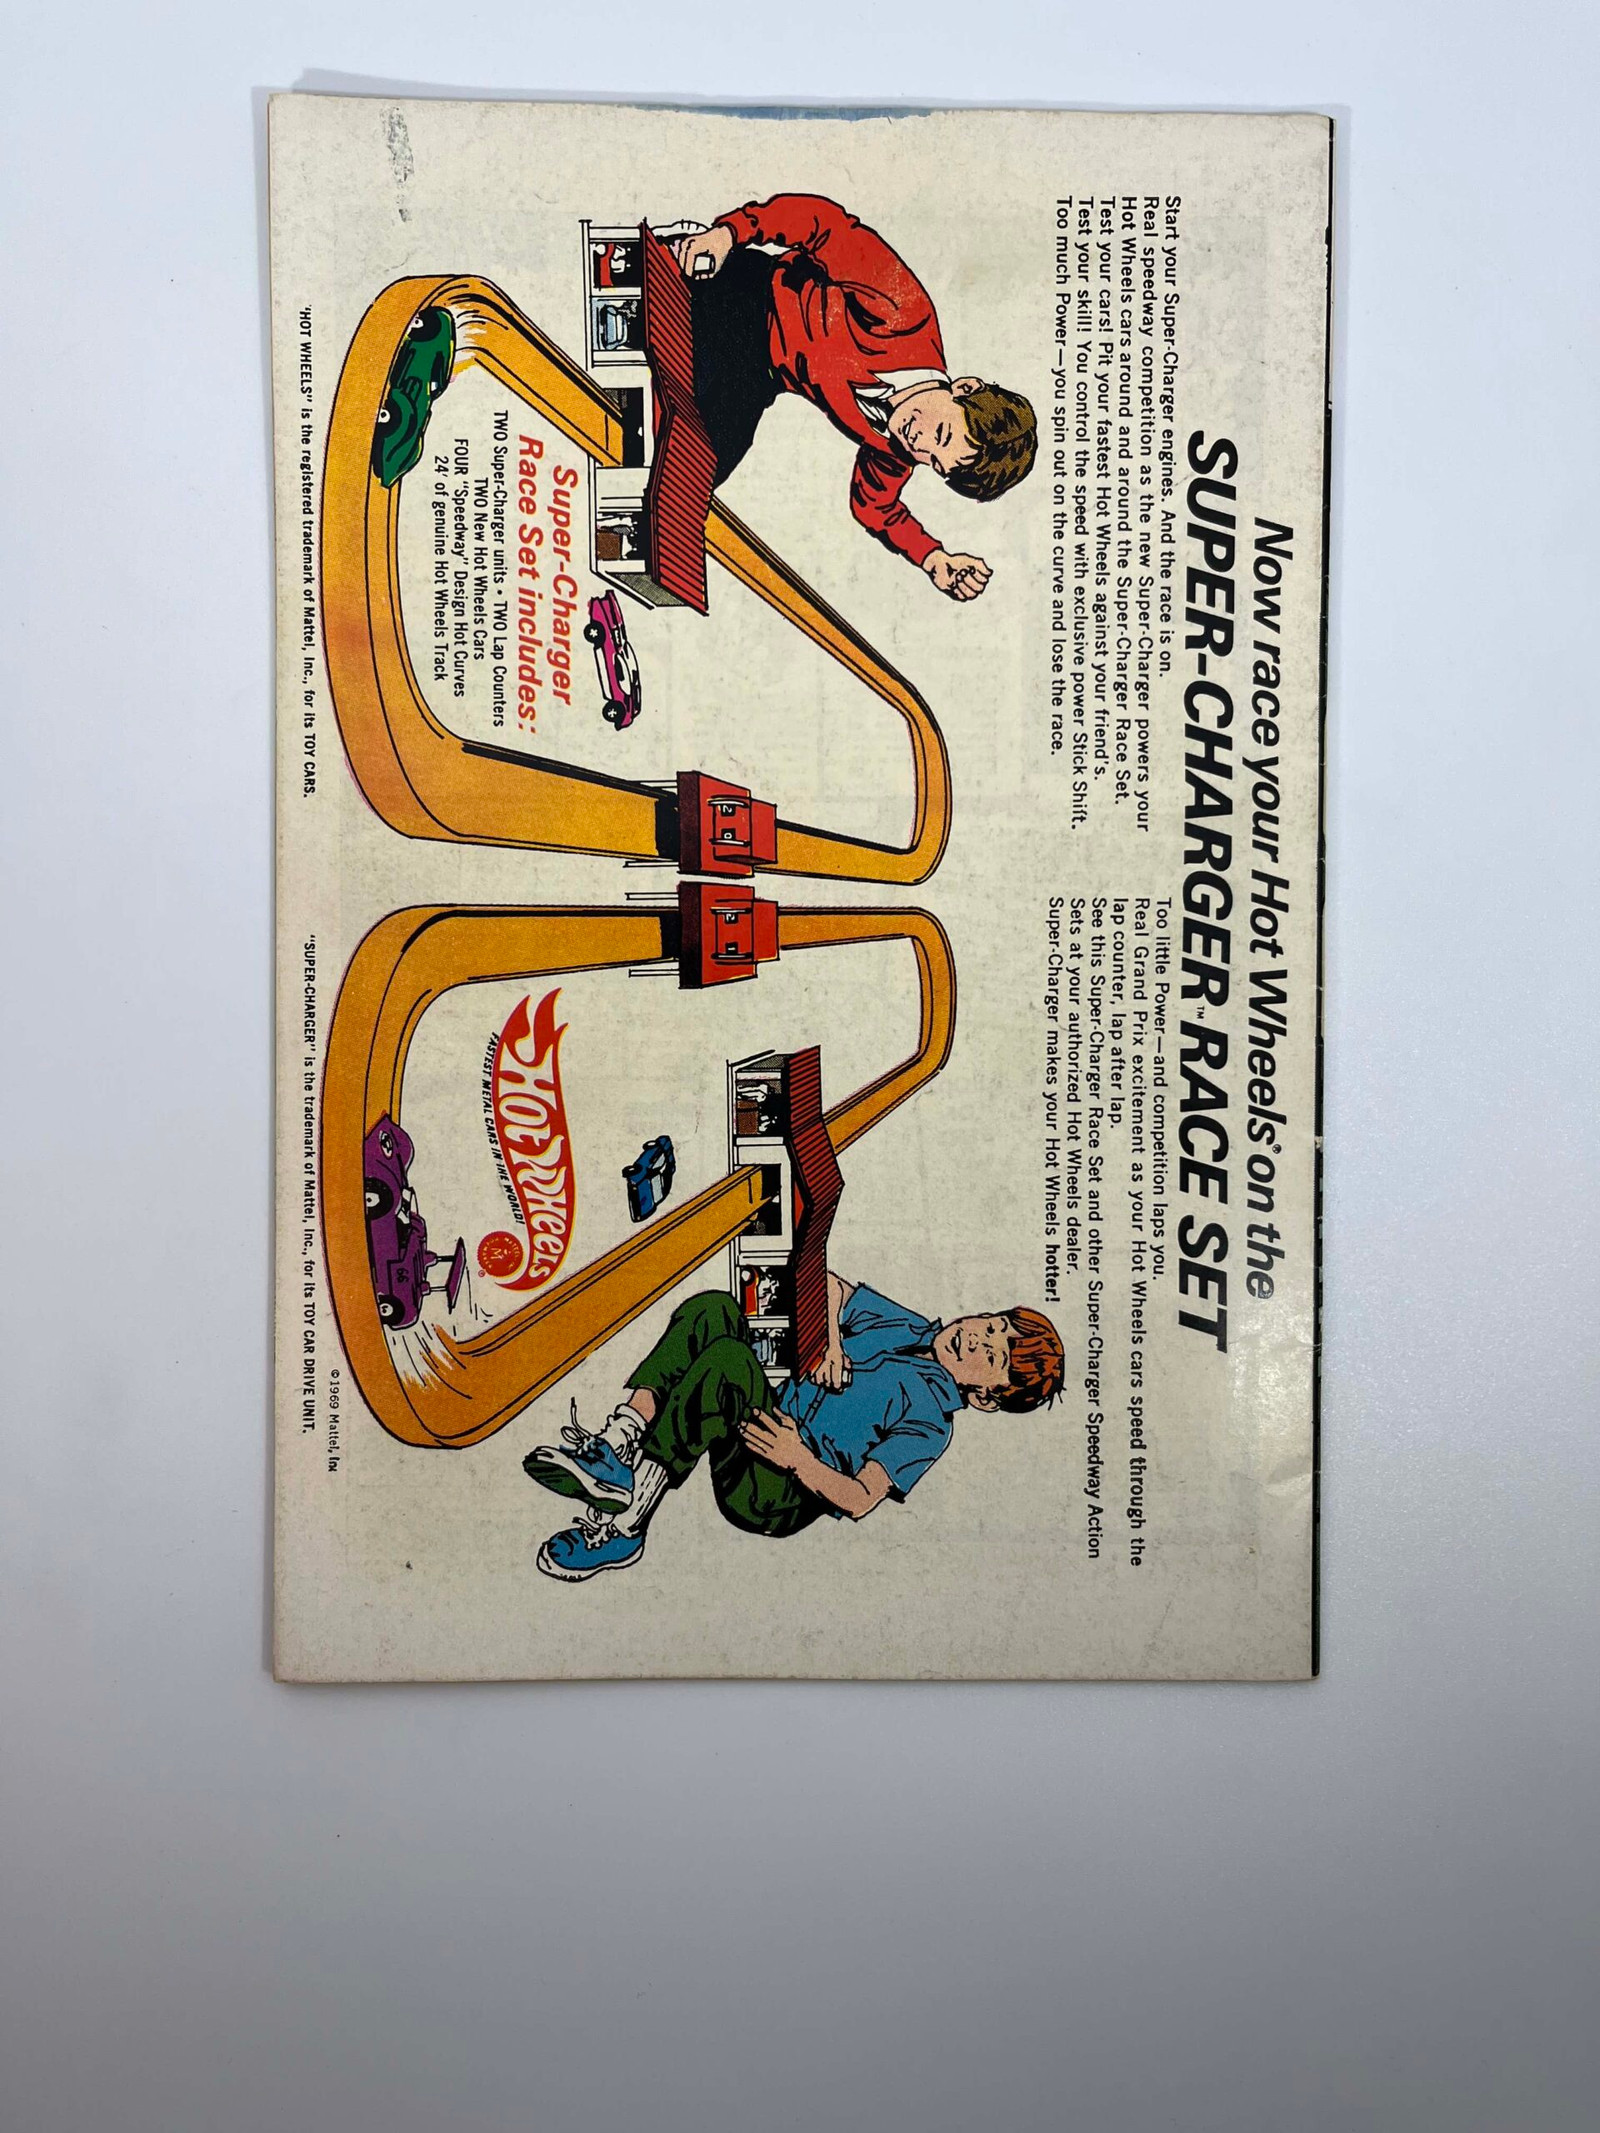 Now race your Hot Wheels® on the
SUPER-CHARGER™ RACE SET
Start your Super-Charger engines. And the race is on.
Real speedway competition as the new Super-Charger powers your
Hot Wheels cars around and around the Super-Charger Race Set.
Test your cars! Pit your fastest Hot Wheels against your friend's.
Test your skill! You control the speed with exclusive power Stick Shift.
Too much Power—you spin out on the curve and lose the race.
Too little Power—and competition laps you.
Real Grand Prix excitement as your Hot Wheels cars speed through the
lap counter, lap after lap.
See this Super-Charger Race Set and other Super-Charger Speedway Action
Sets at your authorized Hot Wheels dealer.
Super-Charger makes your Hot Wheels hotter!
Super-Charger
Race Set includes:
TWO Super-Charger units • TWO Lap Counters
TWO New Hot Wheels Cars
FOUR "Speedway" Design Hot Curves
24' of genuine Hot Wheels Track
2 0
2 1
HOT WHEELS
FASTEST METAL CARS IN THE WORLD!
M
®
66
©1969 Mattel, Inc
"HOT WHEELS" is the registered trademark of Mattel, Inc., for its TOY CARS.
"SUPER-CHARGER" is the trademark of Mattel, Inc., for its TOY CAR DRIVE UNIT.